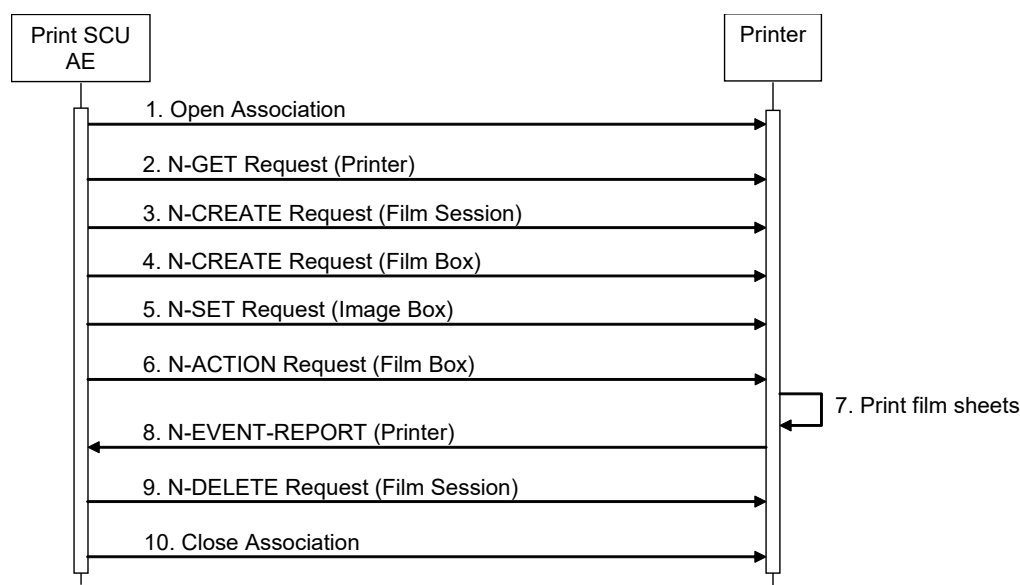 Print SCU
AE
Printer
1. Open Association
2. N-GET Request (Printer)
3. N-CREATE Request (Film Session)
4. N-CREATE Request (Film Box)
5. N-SET Request (Image Box)
6. N-ACTION Request (Film Box)
7. Print film sheets
8. N-EVENT-REPORT (Printer)
9. N-DELETE Request (Film Session)
10. Close Association